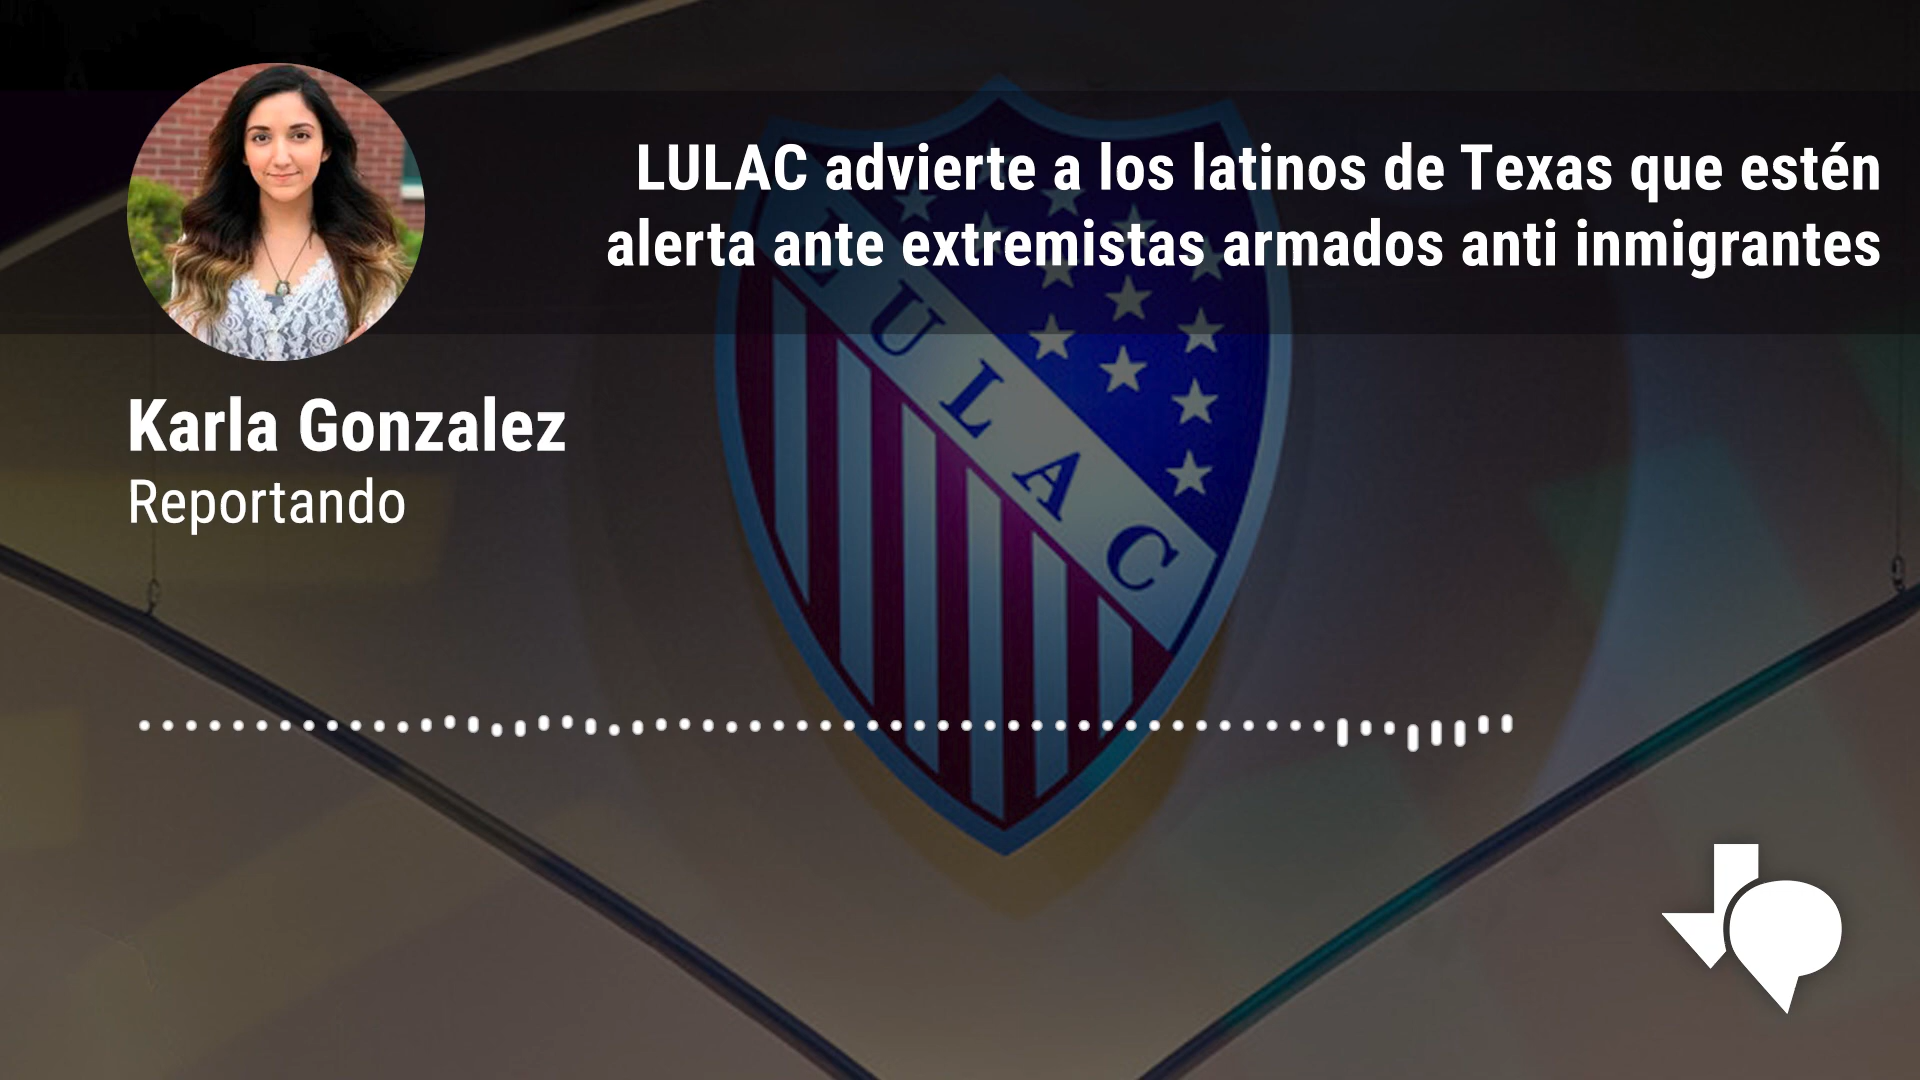 LULAC advierte a los latinos de Texas que estén
alerta ante extremistas armados anti inmigrantes
Karla Gonzalez
Reportando
LULAC